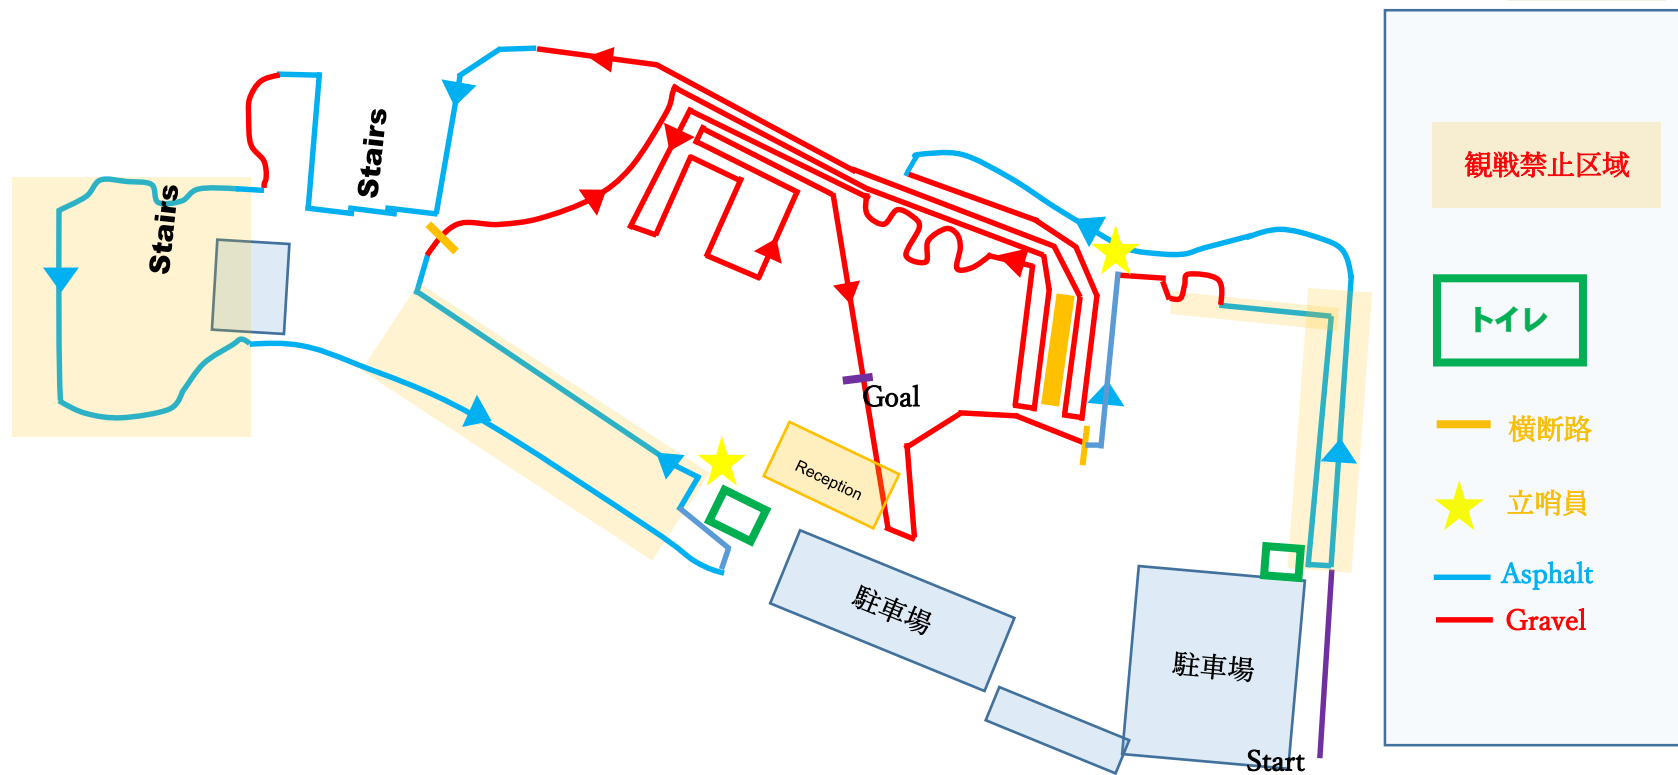 Stairs
Stairs
Goal
Reception
駐車場
駐車場
Start
観戦禁止区域
トイレ
横断路
立哨員
Asphalt
Gravel